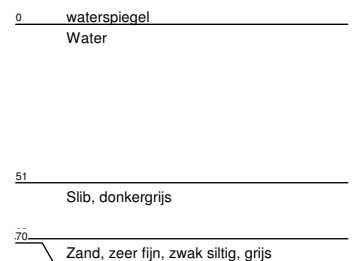 0 waterspiegel
Water
51
Slib, donkergrijs
70
Zand, zeer fijn, zwak siltig, grijs